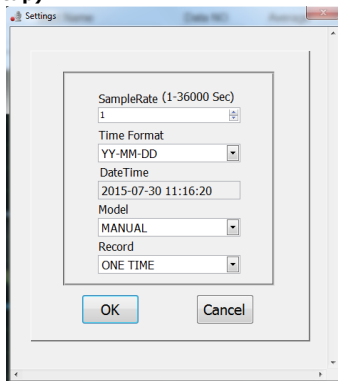 Settings
SampleRate (1-36000 Sec)
1
Time Format
YY-MM-DD
DateTime
2015-07-30 11:16:20
Model
MANUAL
Record
ONE TIME
OK
Cancel